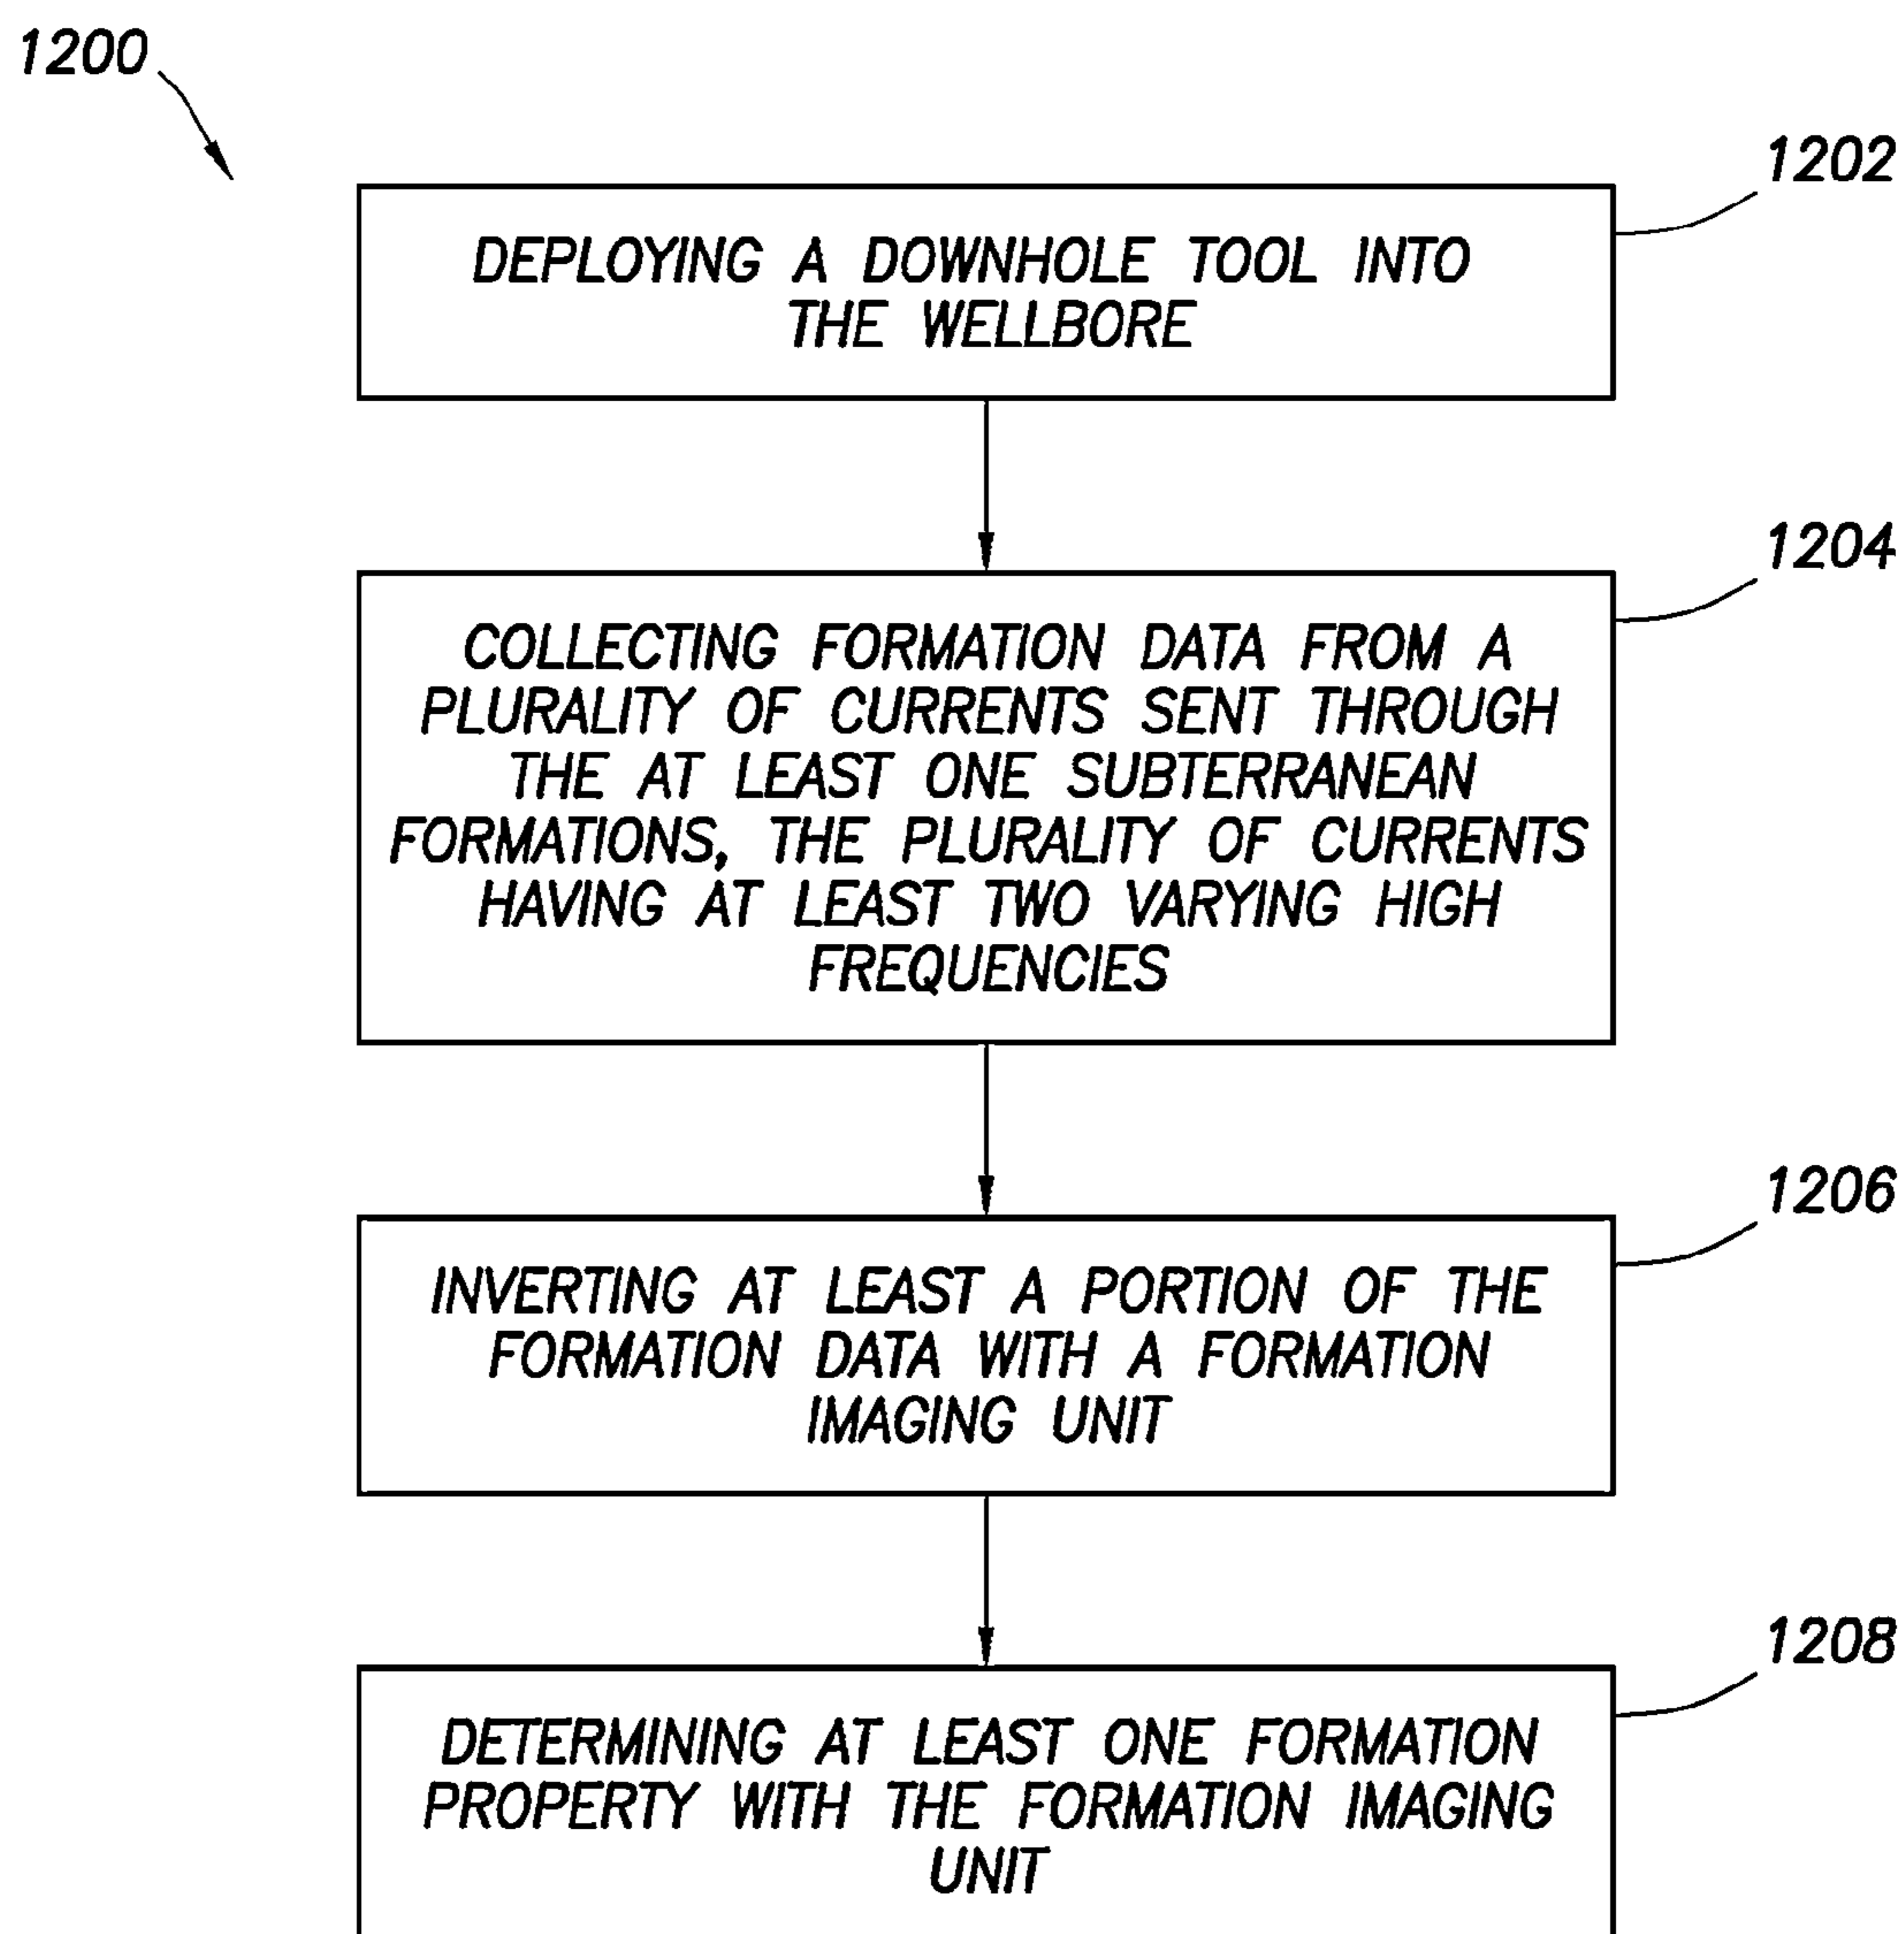 1200
1202
DEPLOYING A DOWNHOLE TOOL INTO
THE WELLBORE
1204
COLLECTING FORMATION DATA FROM A
PLURALITY OF CURRENTS SENT THROUGH
THE AT LEAST ONE SUBTERRANEAN
FORMATIONS, THE PLURALITY OF CURRENTS
HAVING AT LEAST TWO VARYING HIGH
FREQUENCIES
1206
INVERTING AT LEAST A PORTION OF THE
FORMATION DATA WITH A FORMATION
IMAGING UNIT
1208
DETERMINING AT LEAST ONE FORMATION
PROPERTY WITH THE FORMATION IMAGING
UNIT